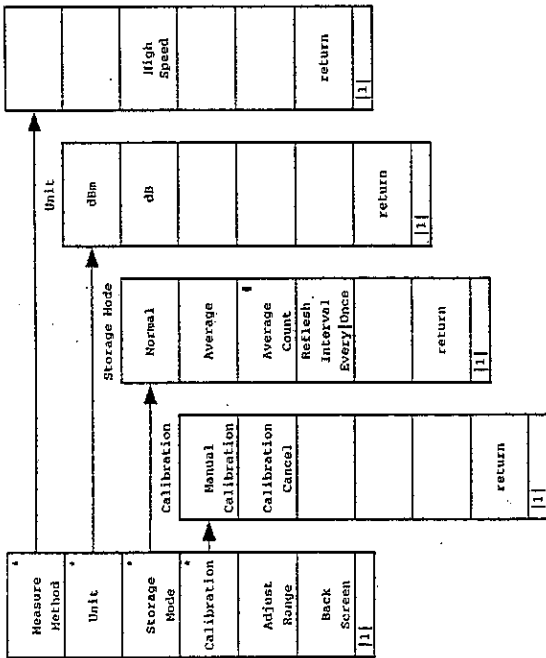 *
Measure
Method
*
Unit
*
Storage
Mode
*
Calibration
Adjust
Range
Back
Screen
|1|
Calibration
Manual
Calibration
Calibration
Cancel
return
|1|
Storage Mode
Normal
Average
Average
Count
Reflesh
Interval
Every|Once
return
|1|
Unit
dBm
dB
return
|1|
High
Speed
return
|1|